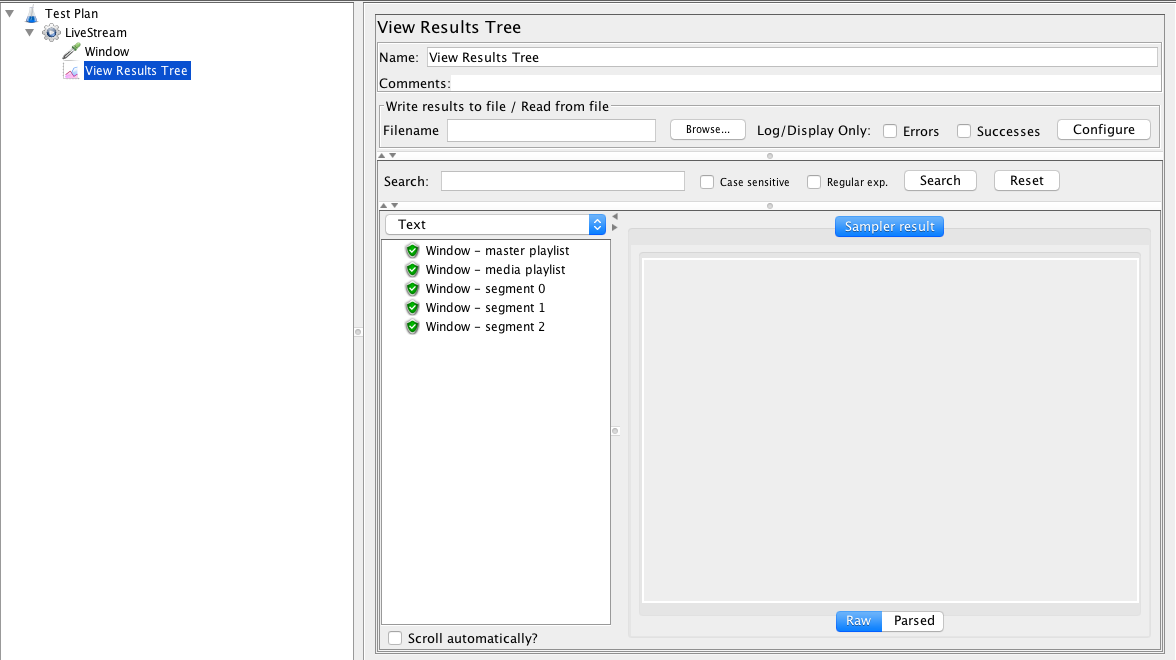 Test Plan
LiveStream
Window
View Results Tree
View Results Tree
Name: View Results Tree
Comments:
Write results to file / Read from file
Filename Browse... Log/Display Only: Errors Successes Configure
Search: Case sensitive Regular exp. Search Reset
Text
Sampler result
Window – master playlist
Window – media playlist
Window – segment 0
Window – segment 1
Window – segment 2
Raw Parsed
Scroll automatically?